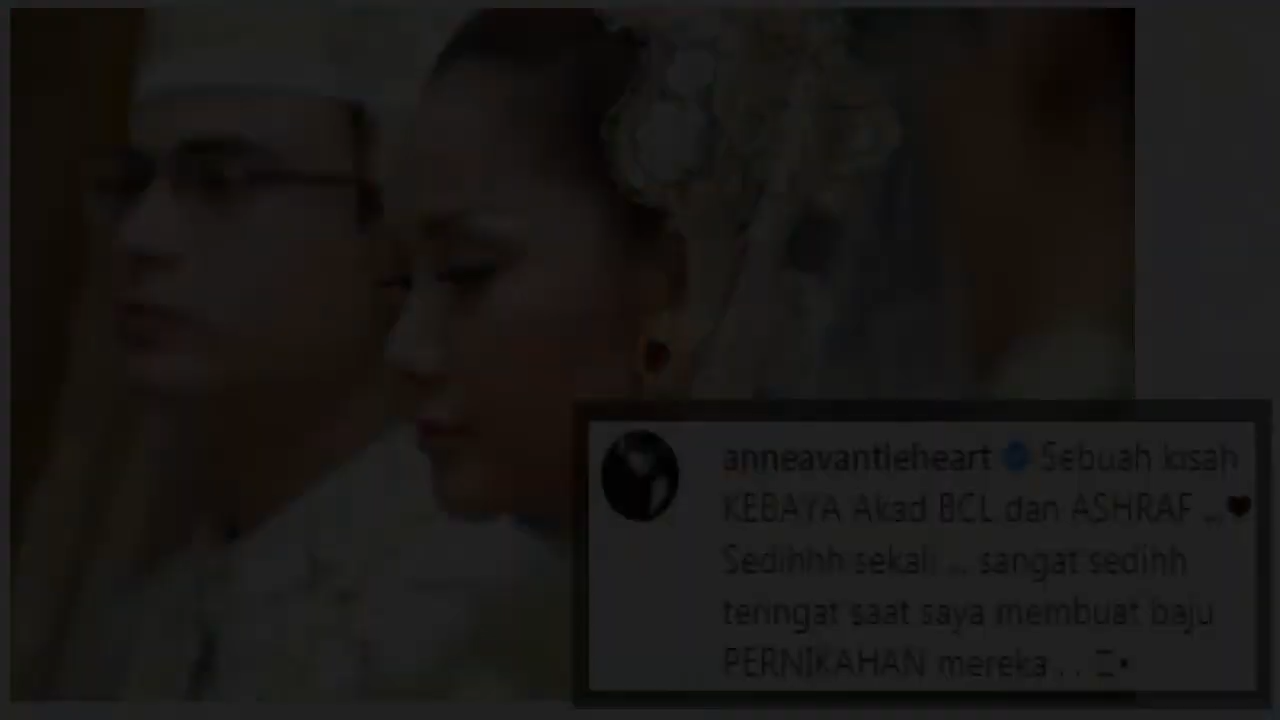 anneavantieheart Sebuah kisah
KEBAYA Akad BCL dan ASHRAF ...
Sedihhh sekali ... sangat sedihh
teringat saat saya membuat baju
PERNIKAHAN mereka . .